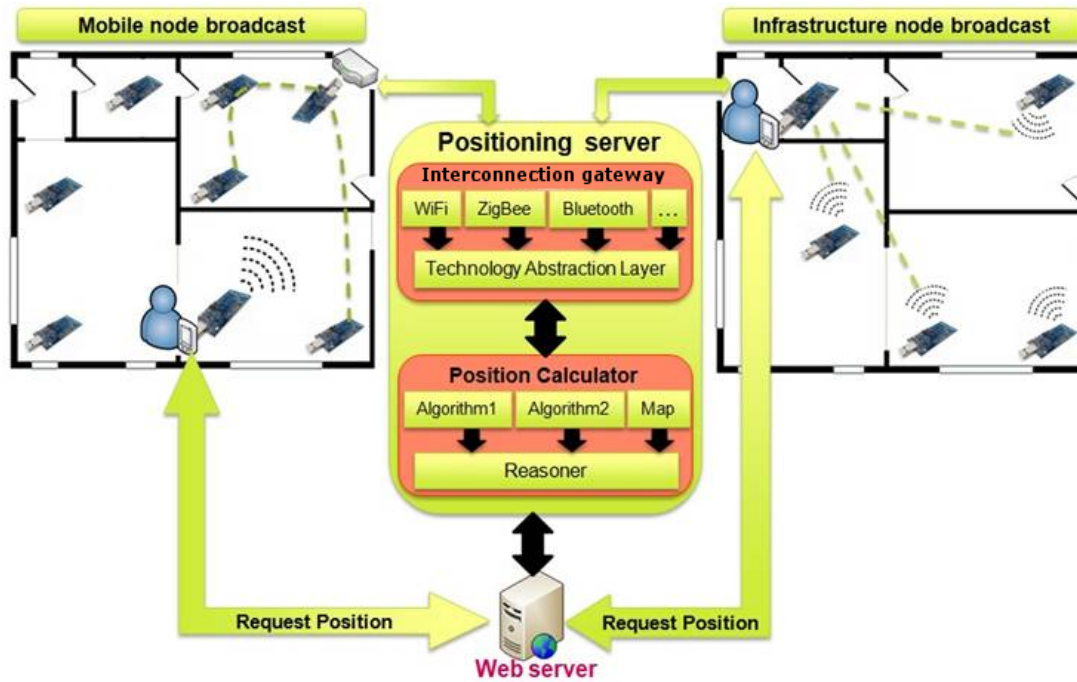 Mobile node broadcast
Infrastructure node broadcast
Positioning server
Interconnection gateway
WiFi
ZigBee
Bluetooth
...
Technology Abstraction Layer
Position Calculator
Algorithm1
Algorithm2
Map
Reasoner
Request Position
Request Position
Web server